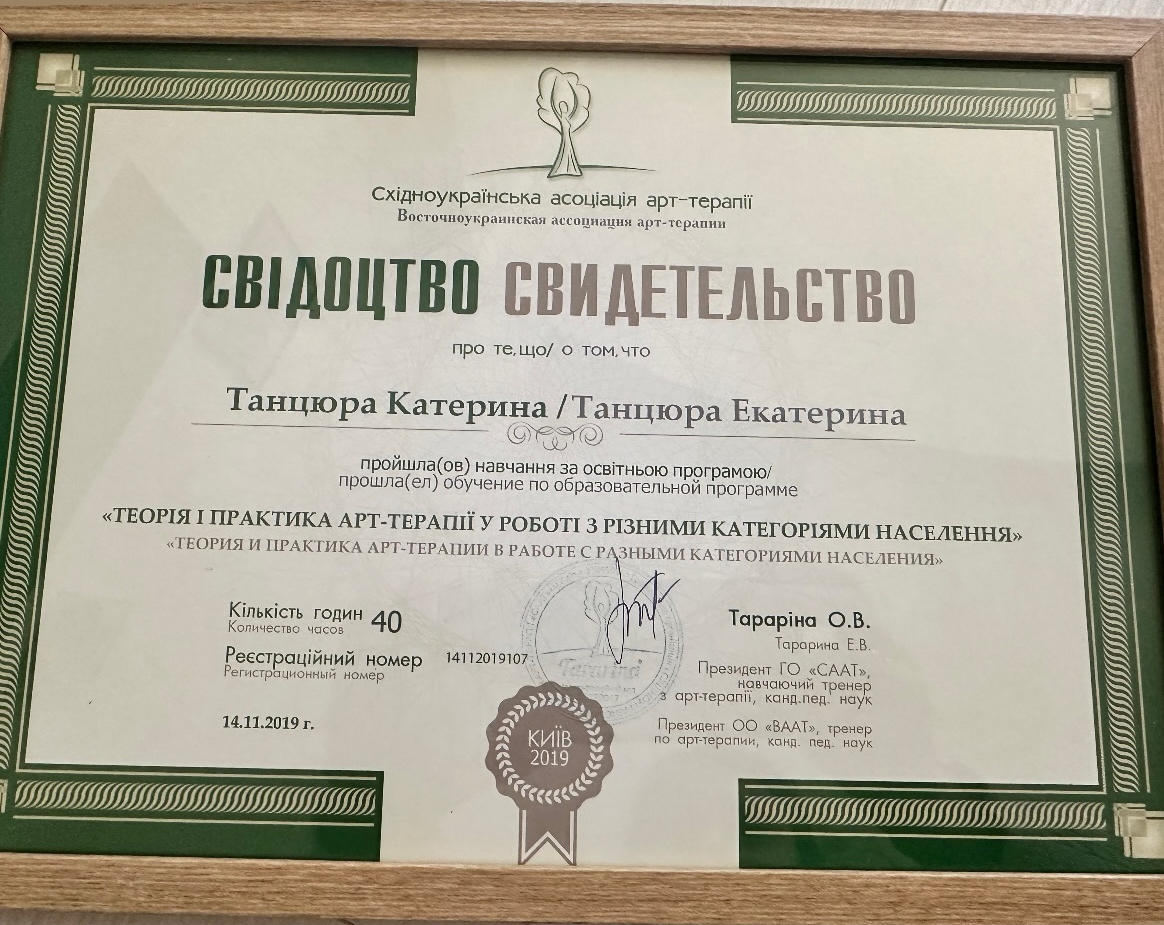 Східноукраїнська асоціація арт-терапії
Восточноукраинская ассоциация арт-терапии
СВІДОЦТВО СВИДЕТЕЛЬСТВО
про те,що/ о том,что
Танцюра Катерина /Танцюра Екатерина
пройшла(ов) навчання за освітньою програмою/
прошла(ел) обучение по образовательной программе
«ТЕОРІЯ І ПРАКТИКА АРТ-ТЕРАПІЇ У РОБОТІ З РІЗНИМИ КАТЕГОРІЯМИ НАСЕЛЕННЯ»
«ТЕОРИЯ И ПРАКТИКА АРТ-ТЕРАПИИ В РАБОТЕ С РАЗНЫМИ КАТЕГОРИЯМИ НАСЕЛЕНИЯ»
Кількість годин 40
Количество часов
Реєстраційний номер 14112019107
Регистрационный номер
14.11.2019 г.
Tararina
КИЇВ
2019
Тараріна О.В.
Тарарина Е.В.
Президент ГО «СААТ»,
навчаючий тренер
з арт-терапії, канд.пед. наук
Президент ОО «ВААТ», тренер
по арт-терапии, канд. пед. наук